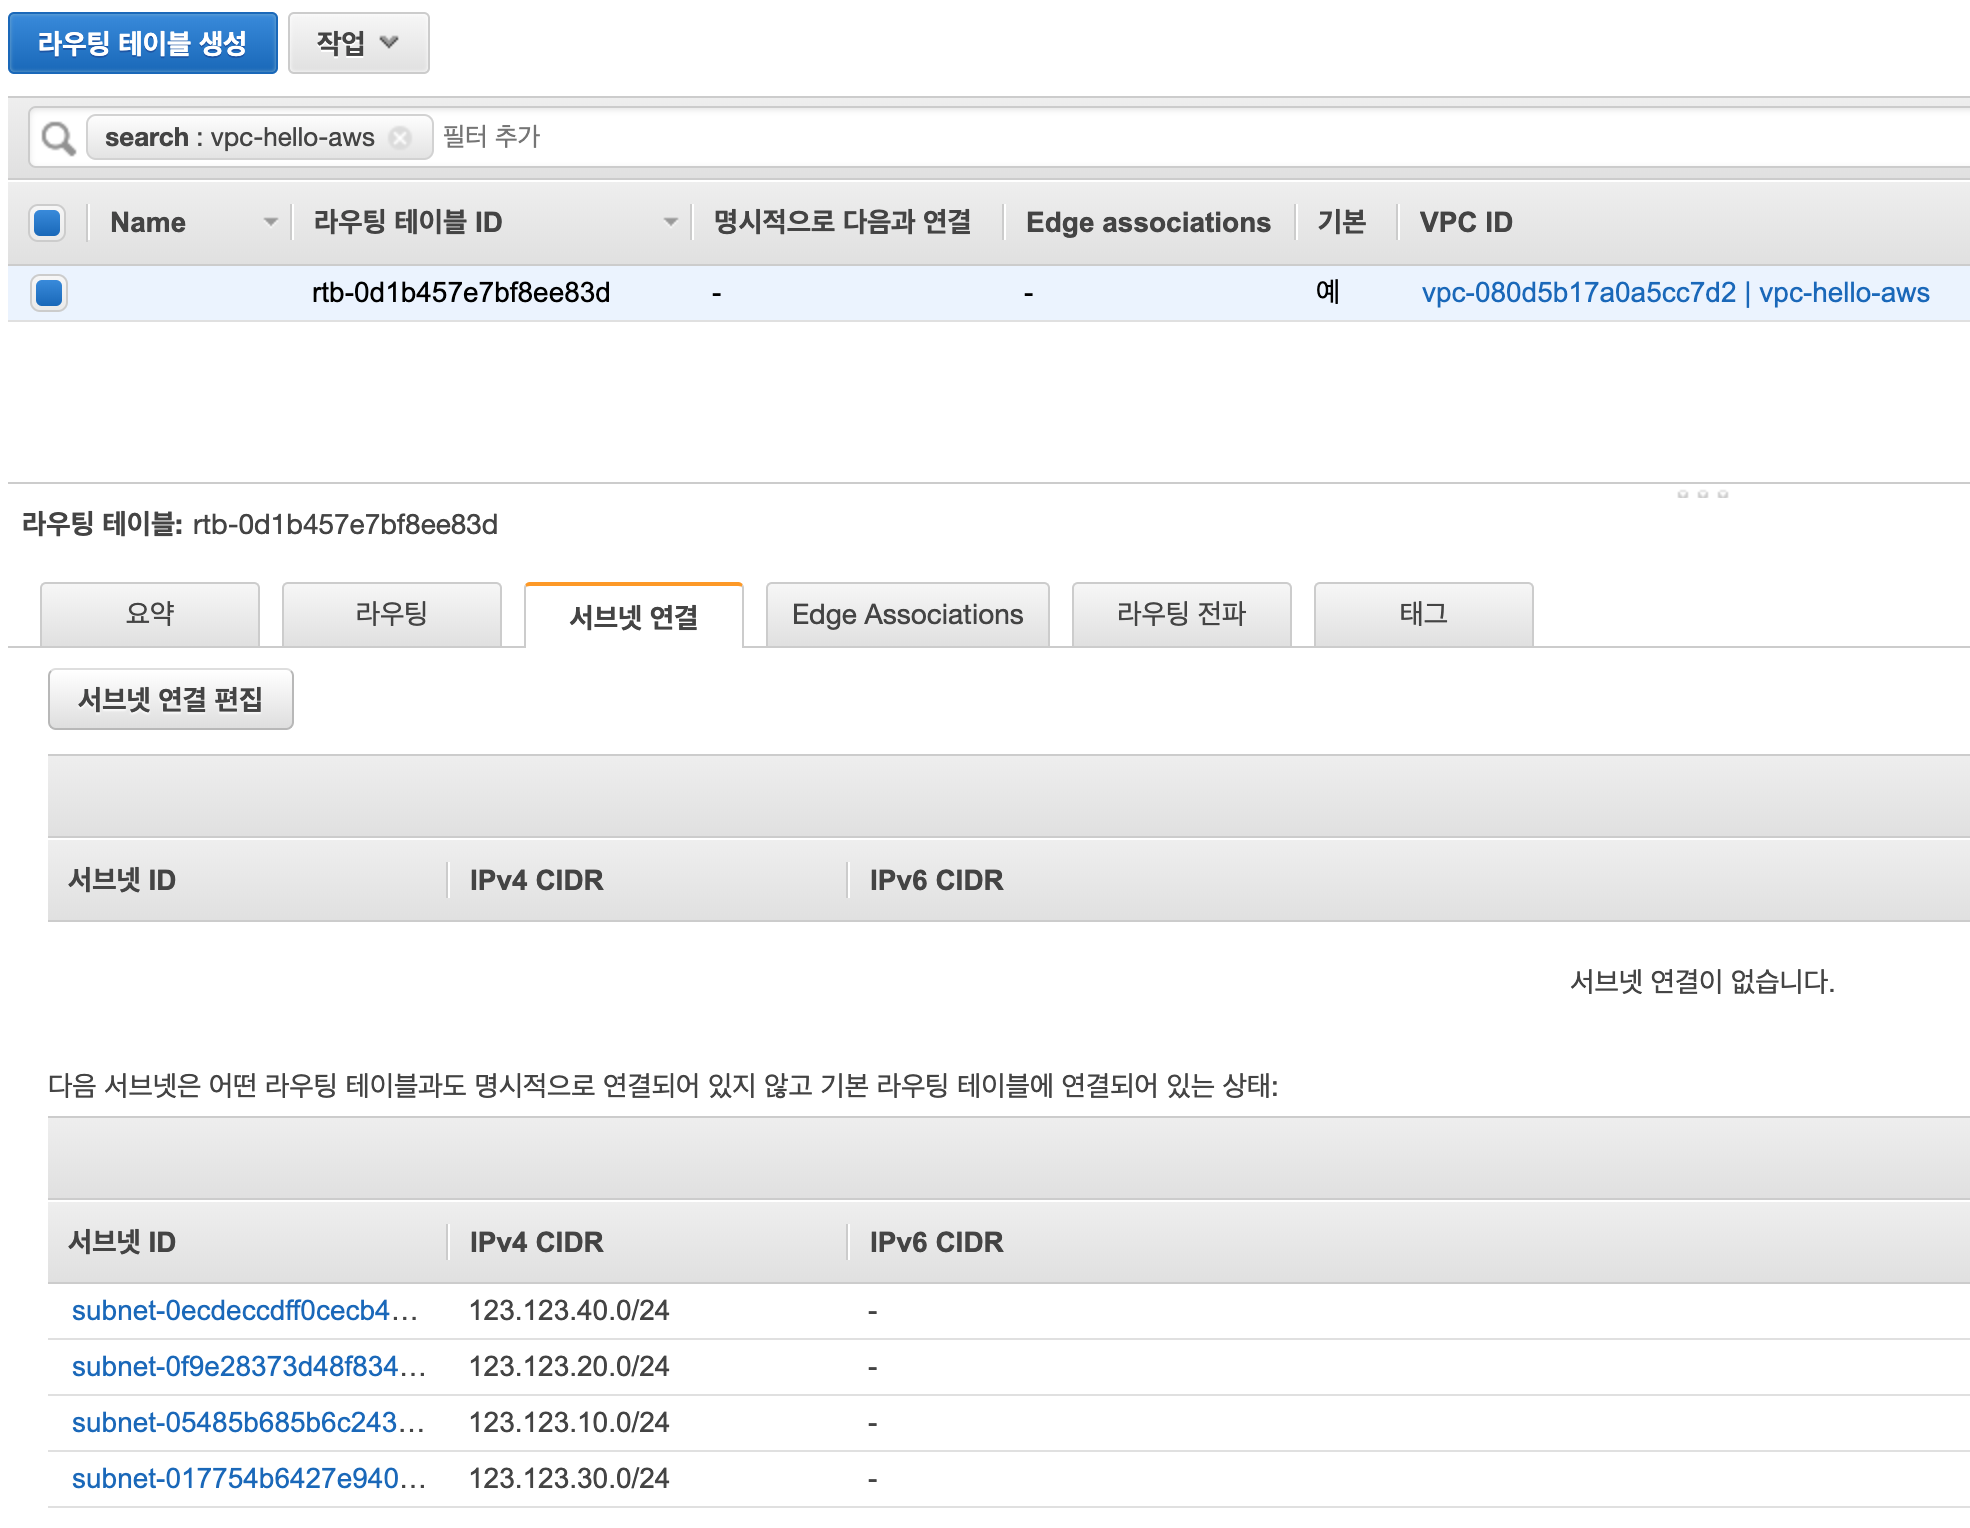 라우팅 테이블 생성 작업
search : vpc-hello-aws 필터 추가
Name 라우팅 테이블 ID 명시적으로 다음과 연결 Edge associations 기본 VPC ID
rtb-0d1b457e7bf8ee83d - - 예 vpc-080d5b17a0a5cc7d2 | vpc-hello-aws
라우팅 테이블: rtb-0d1b457e7bf8ee83d
요약 라우팅 서브넷 연결 Edge Associations 라우팅 전파 태그
서브넷 연결 편집
서브넷 ID IPv4 CIDR IPv6 CIDR
서브넷 연결이 없습니다.
다음 서브넷은 어떤 라우팅 테이블과도 명시적으로 연결되어 있지 않고 기본 라우팅 테이블에 연결되어 있는 상태:
서브넷 ID IPv4 CIDR IPv6 CIDR
subnet-0ecdeccdff0cecb4... 123.123.40.0/24 -
subnet-0f9e28373d48f834... 123.123.20.0/24 -
subnet-05485b685b6c243... 123.123.10.0/24 -
subnet-017754b6427e940... 123.123.30.0/24 -